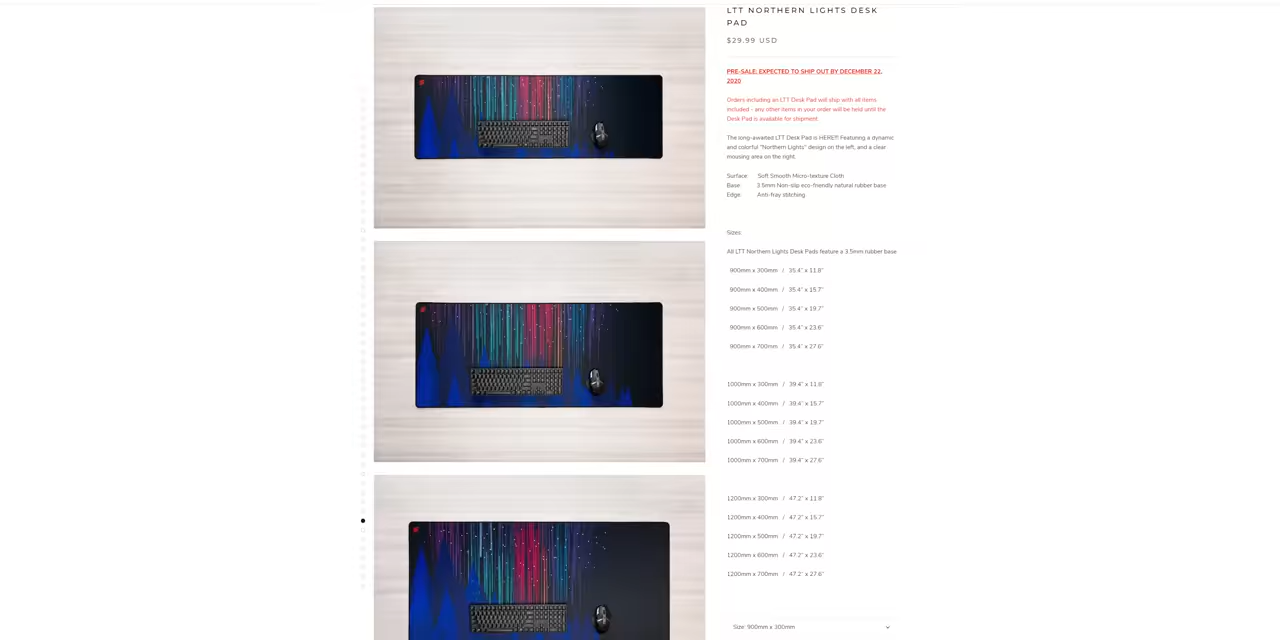 LTT NORTHERN LIGHTS DESK
PAD
$29.99 USD
PRE-SALE: EXPECTED TO SHIP OUT BY DECEMBER 22,
2020
Orders including an LTT Desk Pad will ship with all items
included - any other items in your order will be held until the
Desk Pad is available for shipment.
The long-awaited LTT Desk Pad is HERE!!! Featuring a dynamic
and colorful "Northern Lights" design on the left, and a clear
mousing area on the right.
Surface: Soft Smooth Micro-texture Cloth
Base: 3.5mm Non-slip eco-friendly natural rubber base
Edge: Anti-fray stitching
Sizes:
All LTT Northern Lights Desk Pads feature a 3.5mm rubber base
900mm x 300mm / 35.4" x 11.8"
900mm x 400mm / 35.4" x 15.7"
900mm x 500mm / 35.4" x 19.7"
900mm x 600mm / 35.4" x 23.6"
900mm x 700mm / 35.4" x 27.6"
1000mm x 300mm / 39.4" x 11.8"
1000mm x 400mm / 39.4" x 15.7"
1000mm x 500mm / 39.4" x 19.7"
1000mm x 600mm / 39.4" x 23.6"
1000mm x 700mm / 39.4" x 27.6"
1200mm x 300mm / 47.2" x 11.8"
1200mm x 400mm / 47.2" x 15.7"
1200mm x 500mm / 47.2" x 19.7"
1200mm x 600mm / 47.2" x 23.6"
1200mm x 700mm / 47.2" x 27.6"
Size: 900mm x 300mm